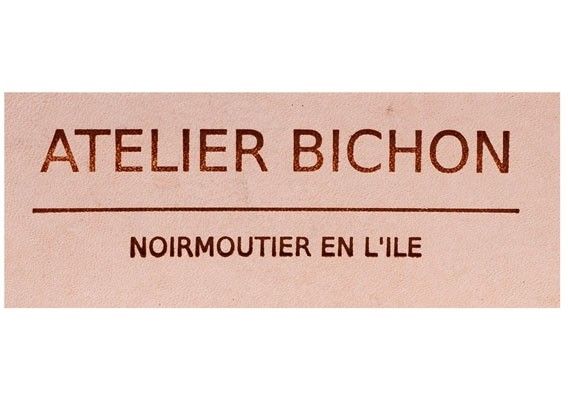 ATELIER BICHON
NOIRMOUTIER EN L'ILE